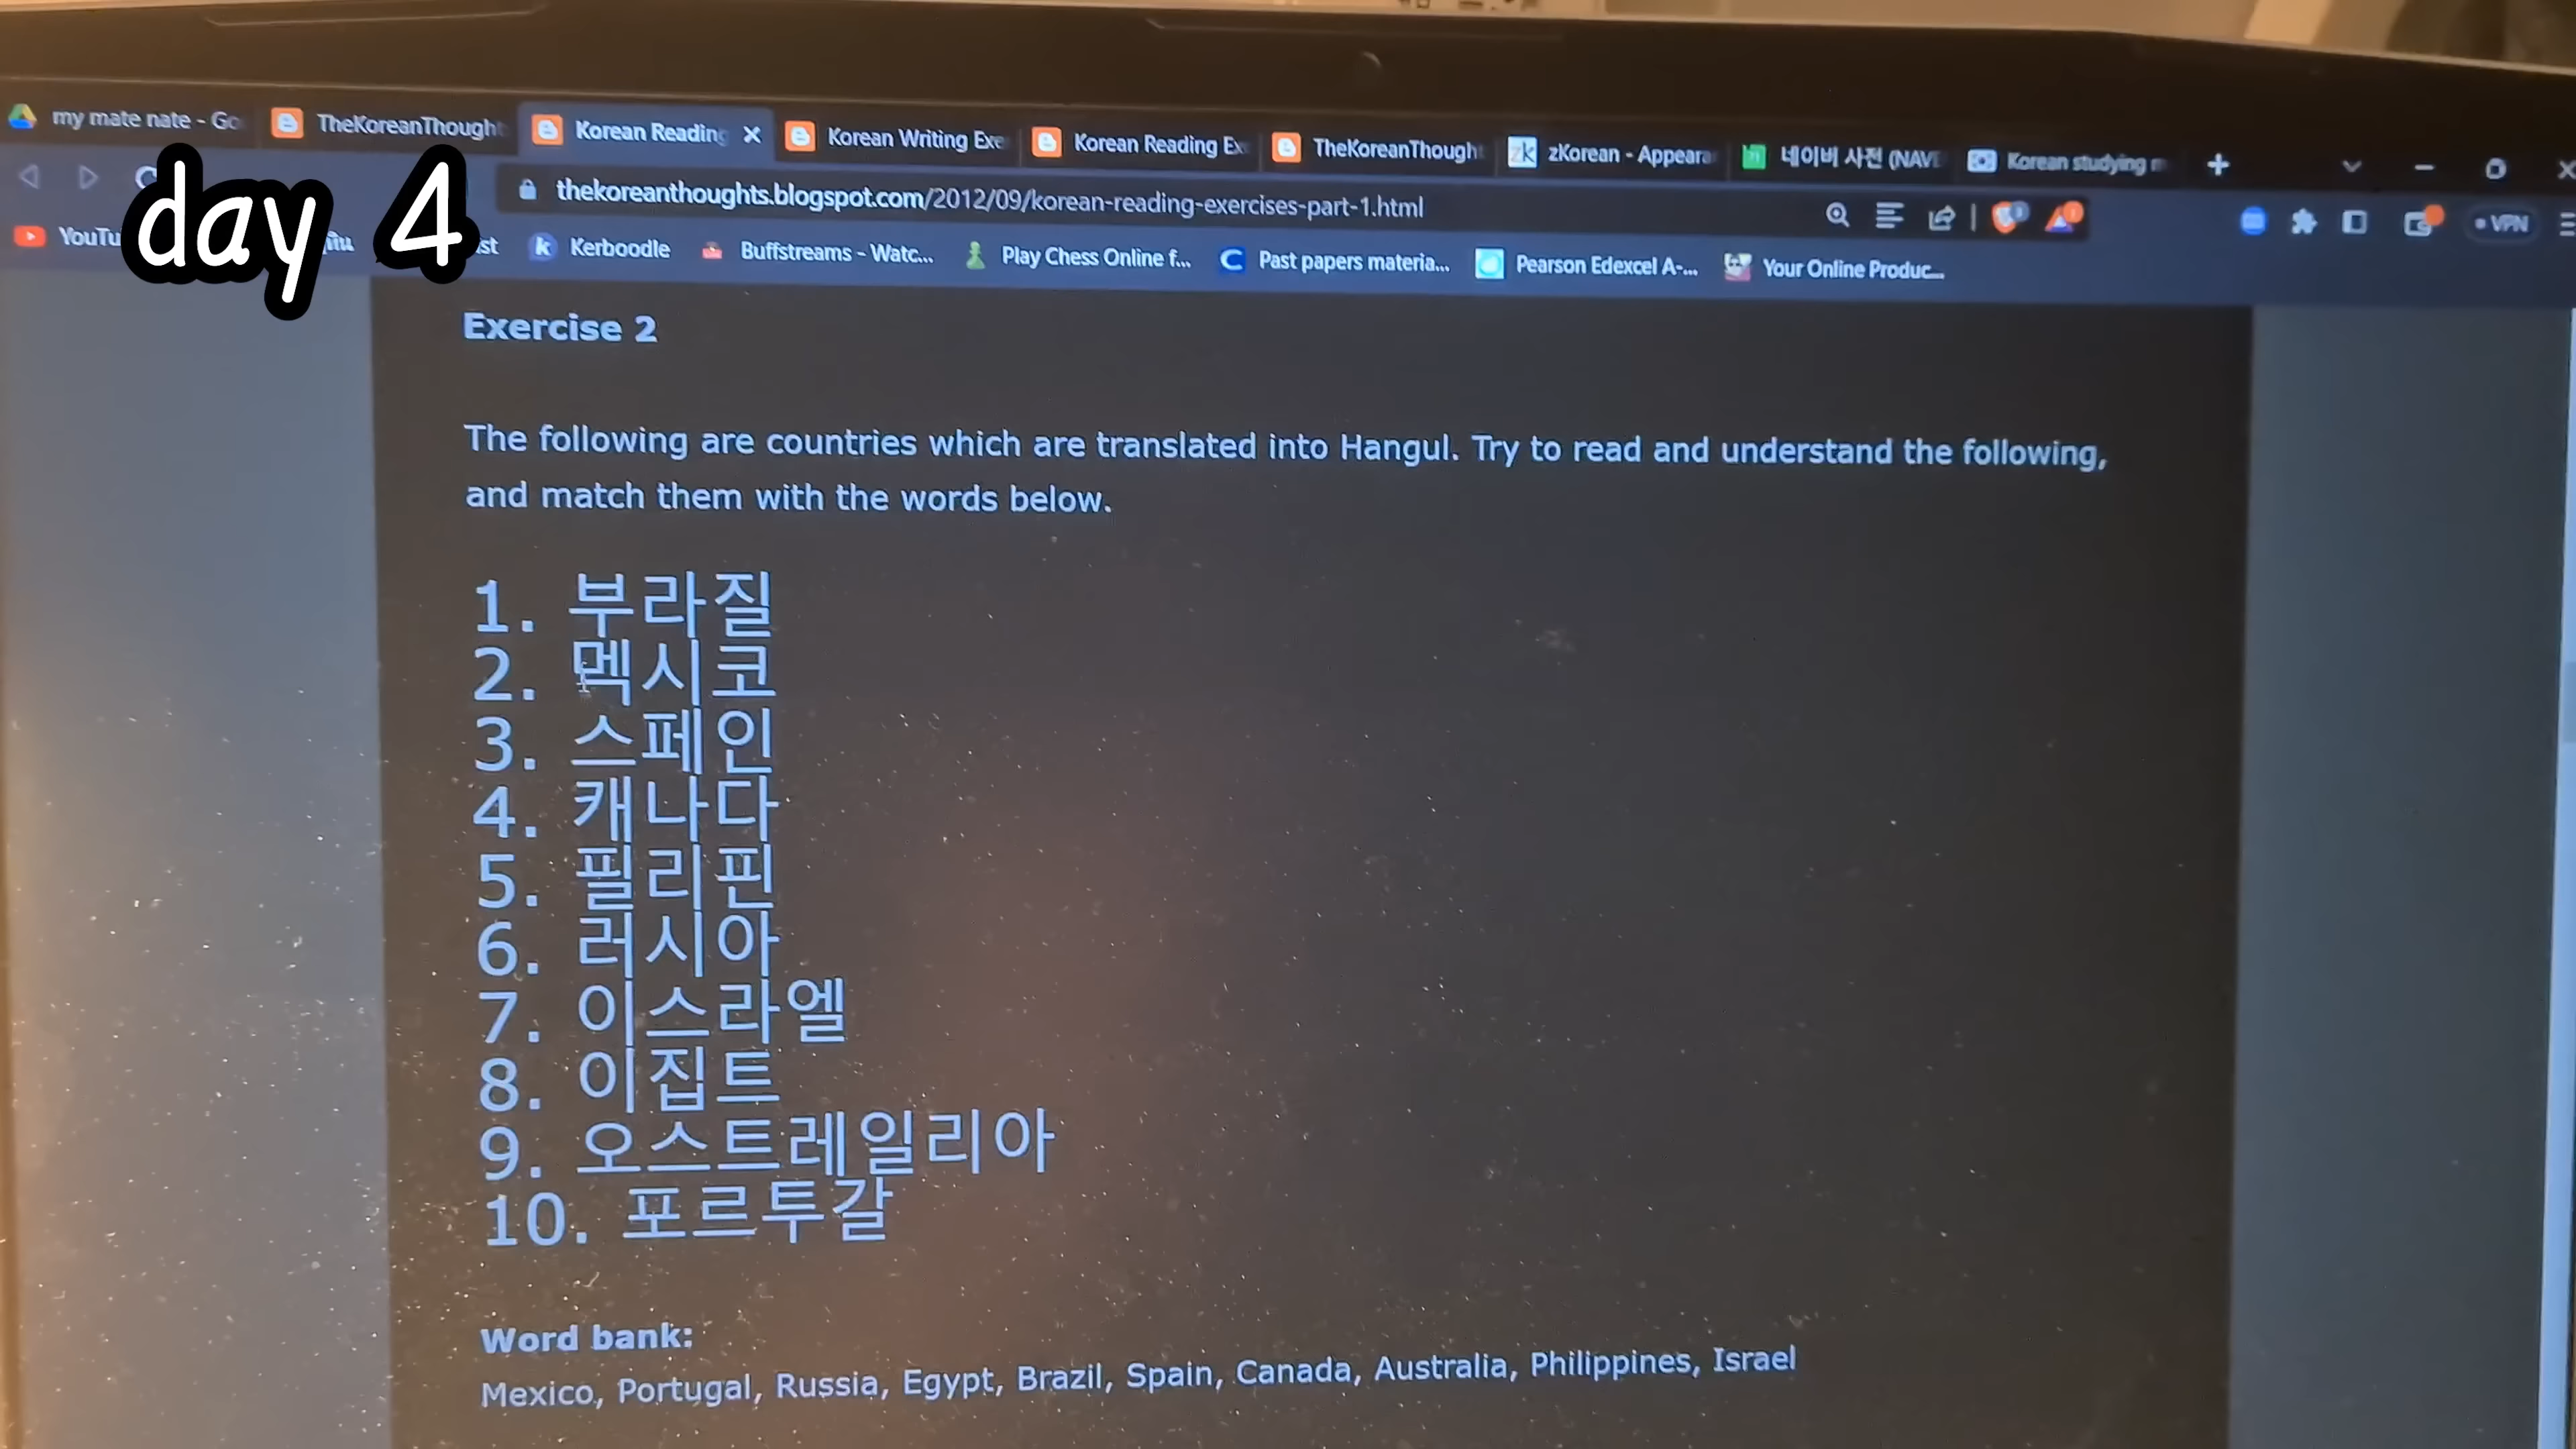 my mate nate - Go
TheKoreanThought
Korean Reading
Korean Writing Exe
Korean Reading Ex
TheKoreanThought
zk zKorean - Appeara
네이버 사전 (NAVE
Korean studying m
day 4
thekoreanthoughts.blogspot.com/2012/09/korean-reading-exercises-part-1.html
VPN
YouTu
st
Kerboodle
Buffstreams - Watc...
Play Chess Online f...
Past papers materia...
Pearson Edexcel A-...
Your Online Produc...
Exercise 2
The following are countries which are translated into Hangul. Try to read and understand the following,
and match them with the words below.
1. 부라질
2. 멕시코
3. 스페인
4. 캐나다
5. 필리핀
6. 러시아
7. 이스라엘
8. 이집트
9. 오스트레일리아
10. 포르투갈
Word bank:
Mexico, Portugal, Russia, Egypt, Brazil, Spain, Canada, Australia, Philippines, Israel